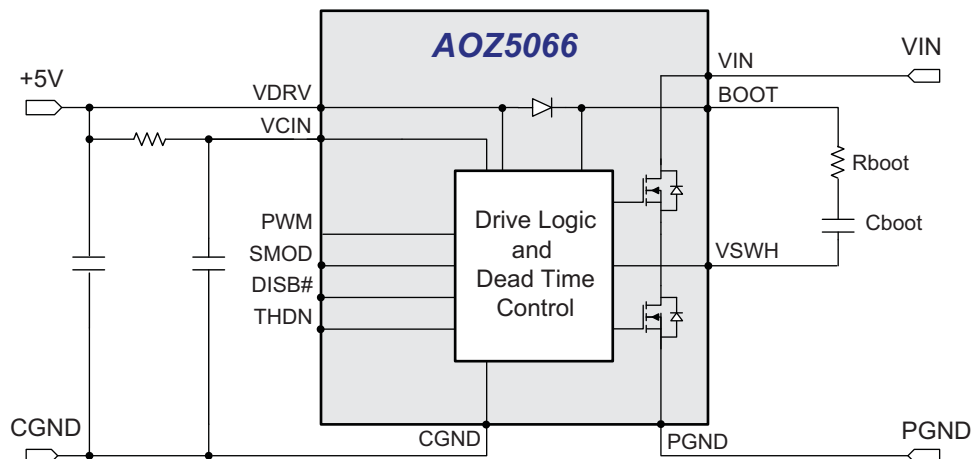 AOZ5066
+5V
VDRV
VCIN
VIN
VIN
BOOT
Rboot
Cboot
PWM
SMOD
DISB#
THDN
Drive Logic
and
Dead Time
Control
VSWH
CGND
CGND
PGND
PGND